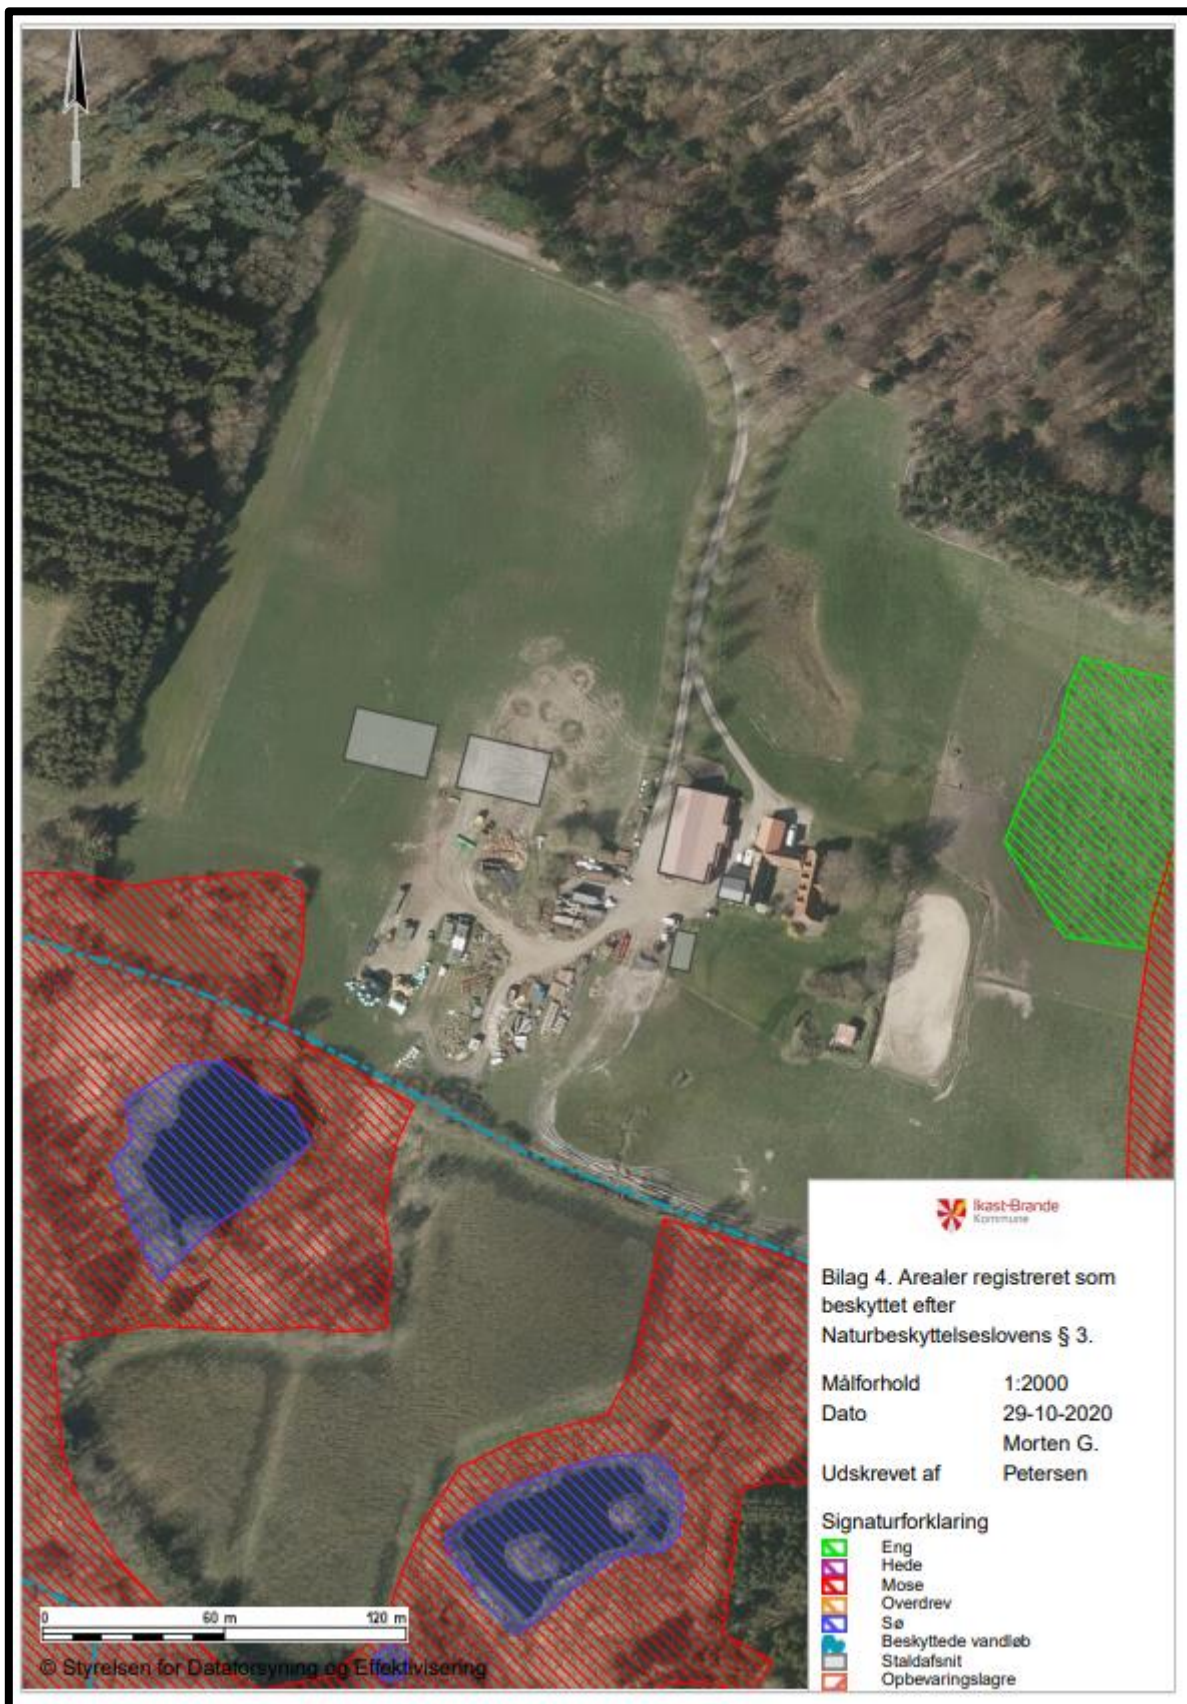 Ikast-Brande
Kommune
Bilag 4. Arealer registreret som
beskyttet efter
Naturbeskyttelseslovens § 3.
Målforhold 1:2000
Dato 29-10-2020
Morten G.
Udskrevet af Petersen
Signaturforklaring
Eng
Hede
Mose
Overdrev
Sø
Beskyttede vandløb
Staldafsnit
Opbevaringslagre
0 60 m 120 m
© Styrelsen for Dataforsyning og Effektivisering